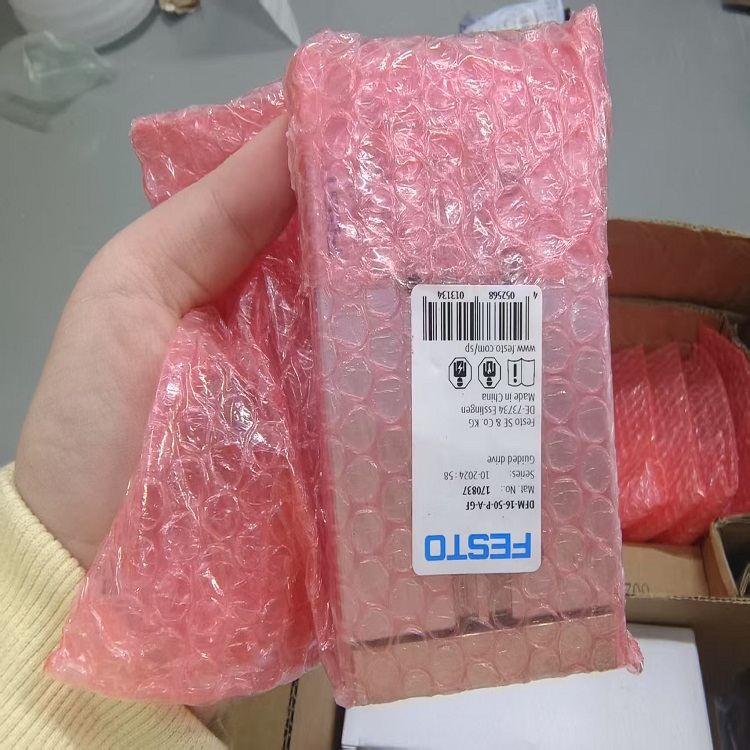 FESTO
DFM-16-50-P-A-GF
Mat. No.: 170837
Series: 10-2024:58
Guided drive
Festo SE & Co. KG
DE-73734 Esslingen
Made in China
www.festo.com/sp
4 052568 013134